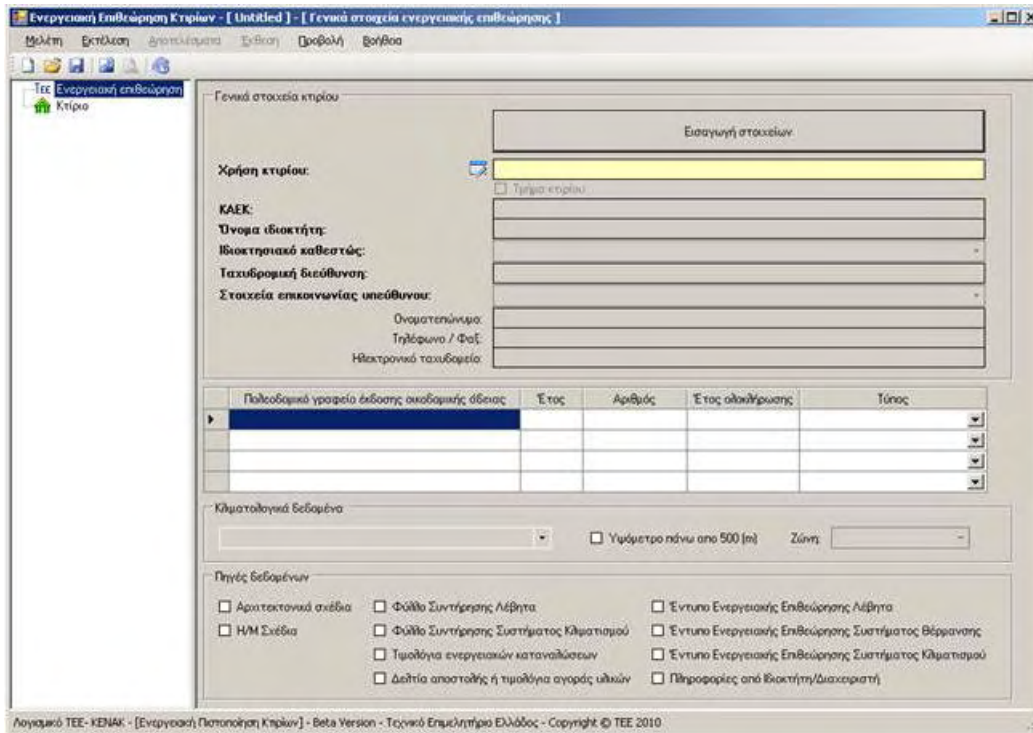 Ενεργειακή Επιθεώρηση Κτιρίων - [ Untitled ] - [ Γενικά στοιχεία ενεργειακής επιθεώρησης ]
Μελέτη Εκτέλεση Αποτελέσματα Έκθεση Προβολή Βοήθεια
ΤΕΕ Ενεργειακή επιθεώρηση
Κτίριο
Γενικά στοιχεία κτιρίου
Εισαγωγή στοιχείων
Χρήση κτιρίου:
Τμήμα κτιρίου
ΚΑΕΚ:
Όνομα ιδιοκτήτη:
Ιδιοκτησιακό καθεστώς:
Ταχυδρομική διεύθυνση:
Στοιχεία επικοινωνίας υπεύθυνου:
Ονοματεπώνυμο:
Τηλέφωνο / Φαξ:
Ηλεκτρονικό ταχυδομείο:
Πολεοδομικό γραφείο έκδοσης οικοδομικής άδειας Έτος Αριθμός Έτος ολοκλήρωσης Τύπος
Κλιματολογικά δεδομένα
Υψόμετρο πάνω απο 500 (m) Ζώνη:
Πηγές δεδομένων
Αρχιτεκτονικά σχέδια Φύλλο Συντήρησης Λέβητα Έντυπο Ενεργειακής Επιθεώρησης Λέβητα
Η/Μ Σχέδια Φύλλο Συντήρησης Συστήματος Κλιματισμού Έντυπο Ενεργειακής Επιθεώρησης Συστήματος Θέρμανσης
Τιμολόγια ενεργειακών καταναλώσεων Έντυπο Ενεργειακής Επιθεώρησης Συστήματος Κλιματισμού
Δελτία αποστολής ή τιμολόγια αγοράς υλικών Πληροφορίες από Ιδιοκτήτη/Διαχειριστή
Λογισμικό ΤΕΕ- ΚΕΝΑΚ - [Ενεργειακή Πιστοποίηση Κτιρίων] - Beta Version - Τεχνικό Επιμελητήριο Ελλάδος - Copyright © ΤΕΕ 2010